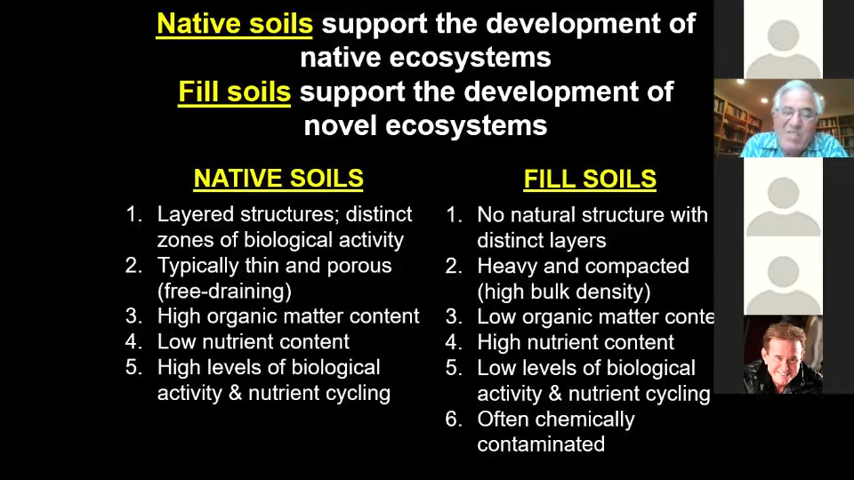 Native soils support the development of
native ecosystems
Fill soils support the development of
novel ecosystems
NATIVE SOILS
1. Layered structures; distinct
zones of biological activity
2. Typically thin and porous
(free-draining)
3. High organic matter content
4. Low nutrient content
5. High levels of biological
activity & nutrient cycling
FILL SOILS
1. No natural structure with
distinct layers
2. Heavy and compacted
(high bulk density)
3. Low organic matter conte
4. High nutrient content
5. Low levels of biological
activity & nutrient cycling
6. Often chemically
contaminated